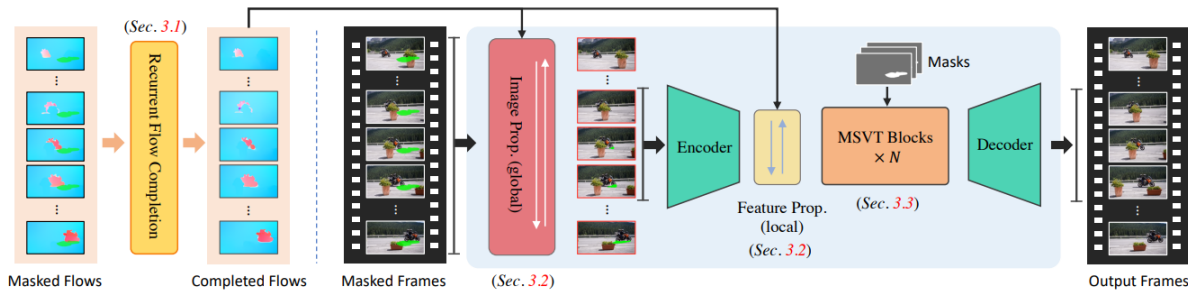 (Sec. 3.1)
Recurrent Flow Completion
Masked Flows
Completed Flows
Masked Frames
Image Prop.
(global)
(Sec. 3.2)
Encoder
Feature Prop.
(local)
(Sec. 3.2)
Masks
MSVT Blocks
× N
(Sec. 3.3)
Decoder
Output Frames
...
...
...
...
...
...
...
...
...
...